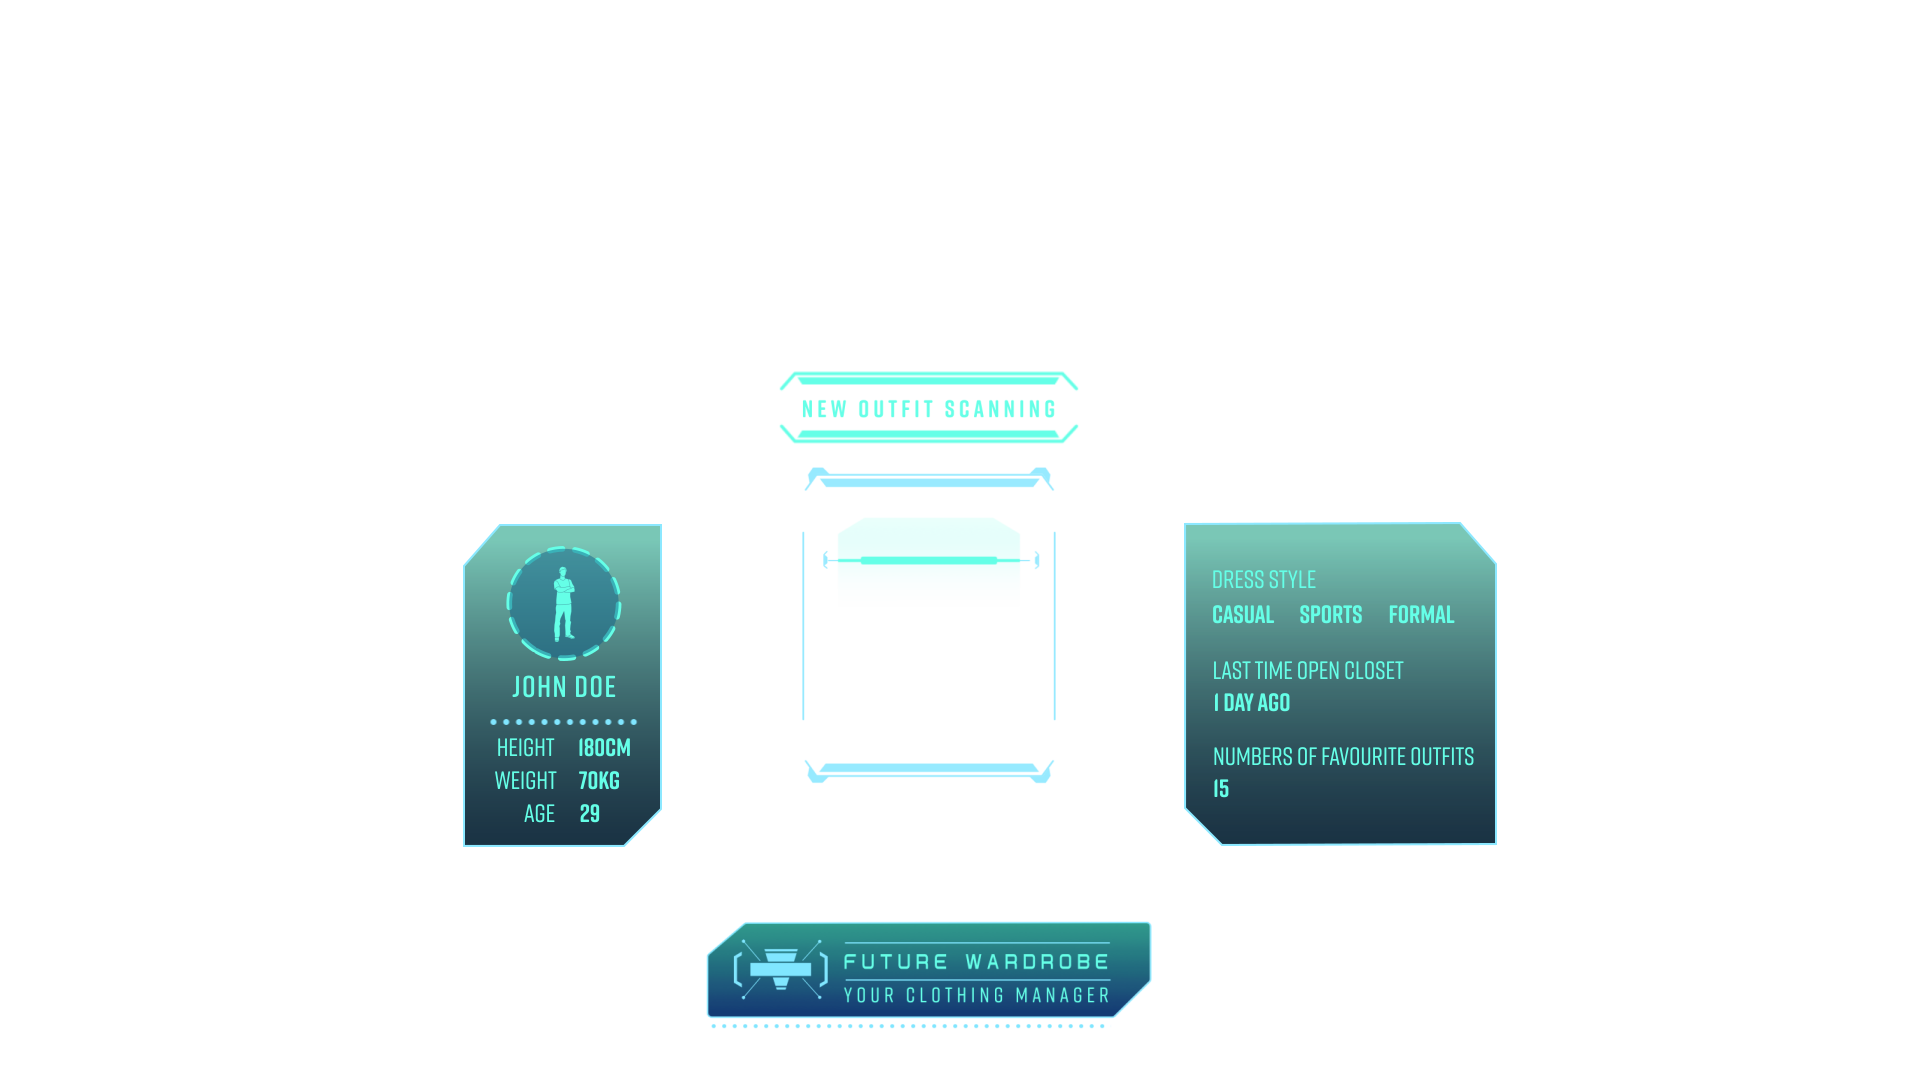 NEW OUTFIT SCANNING
JOHN DOE
HEIGHT 180CM
WEIGHT 70KG
AGE 29
DRESS STYLE
CASUAL SPORTS FORMAL
LAST TIME OPEN CLOSET
1 DAY AGO
NUMBERS OF FAVOURITE OUTFITS
15
FUTURE WARDROBE
YOUR CLOTHING MANAGER